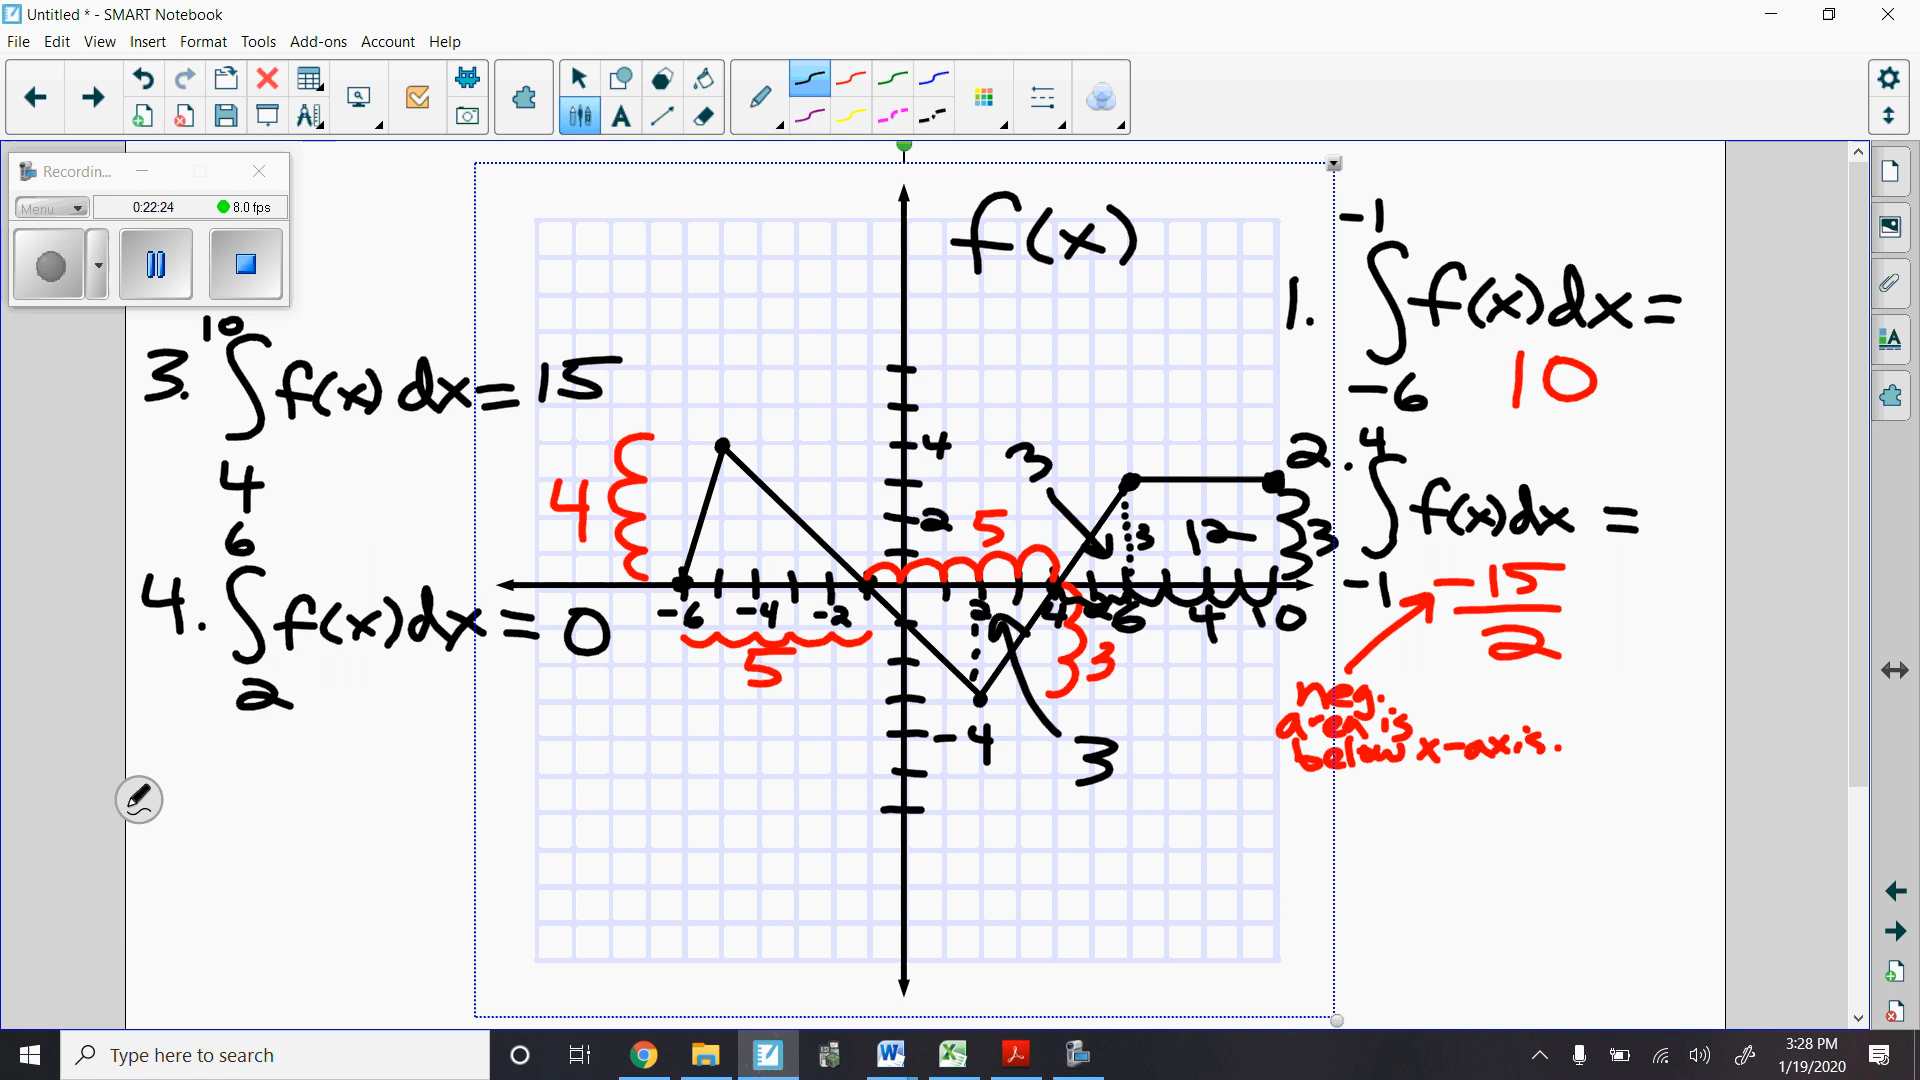 Untitled * - SMART Notebook
File Edit View Insert Format Tools Add-ons Account Help
Recordin...
Menu 0:22:24 8.0 fps
f(x)
-1
1. ∫ f(x)dx =
-6
10
10
3. ∫ f(x) dx = 15
4
6
4. ∫ f(x)dx = 0
2
4
2. ∫ f(x)dx =
-1
-15
2
neg.
area is
below x-axis.
4
4
3
2
5
3
12
3
-6 -4 -2 2 4 6 4 10
5
3
-4
3
Type here to search
3:28 PM
1/19/2020